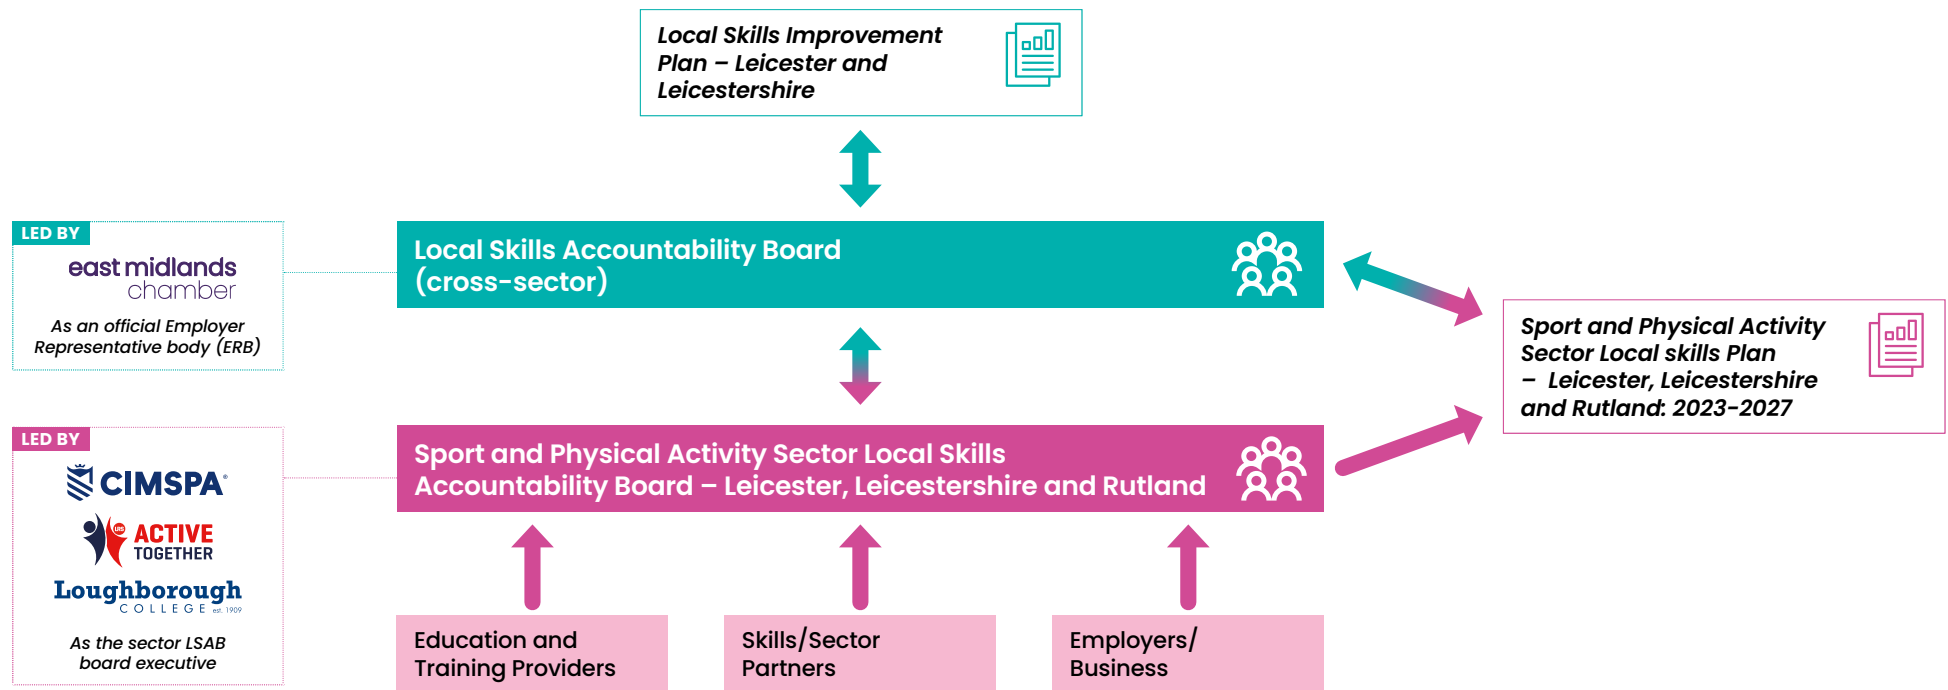 Local Skills Improvement
Plan – Leicester and
Leicestershire
LED BY
east midlands
chamber
As an official Employer
Representative body (ERB)
Local Skills Accountability Board
(cross-sector)
Sport and Physical Activity
Sector Local skills Plan
– Leicester, Leicestershire
and Rutland: 2023-2027
LED BY
CIMSPA®
LRS
ACTIVE
TOGETHER
Loughborough
COLLEGE est. 1909
As the sector LSAB
board executive
Sport and Physical Activity Sector Local Skills
Accountability Board – Leicester, Leicestershire and Rutland
Education and
Training Providers
Skills/Sector
Partners
Employers/
Business